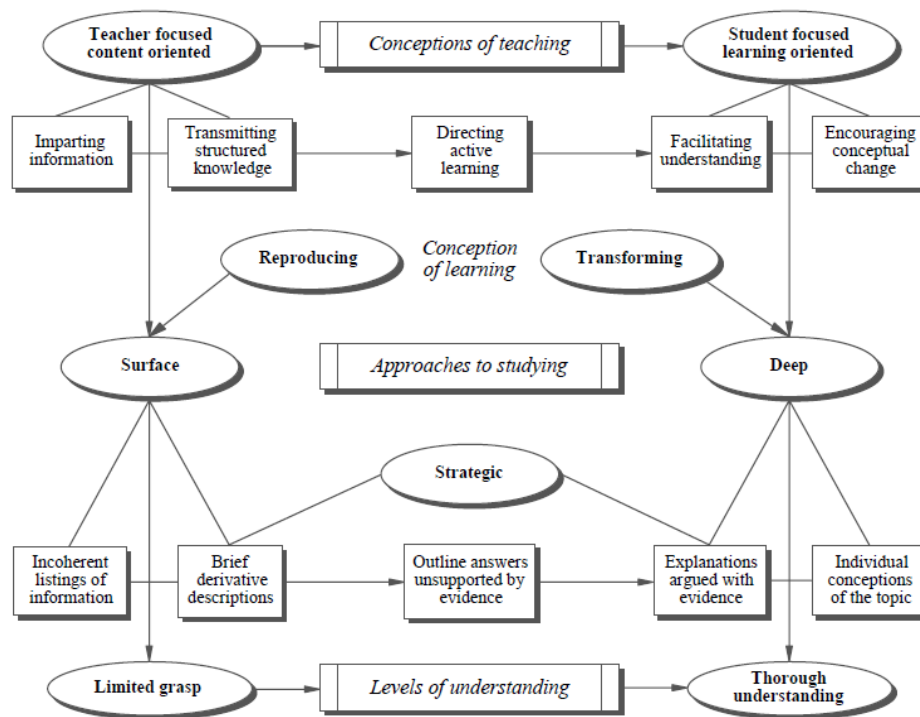 Teacher focused
content oriented
Conceptions of teaching
Student focused
learning oriented
Imparting
information
Transmitting
structured
knowledge
Directing
active
learning
Facilitating
understanding
Encouraging
conceptual
change
Reproducing
Conception
of learning
Transforming
Surface
Approaches to studying
Deep
Strategic
Incoherent
listings of
information
Brief
derivative
descriptions
Outline answers
unsupported by
evidence
Explanations
argued with
evidence
Individual
conceptions
of the topic
Limited grasp
Levels of understanding
Thorough
understanding